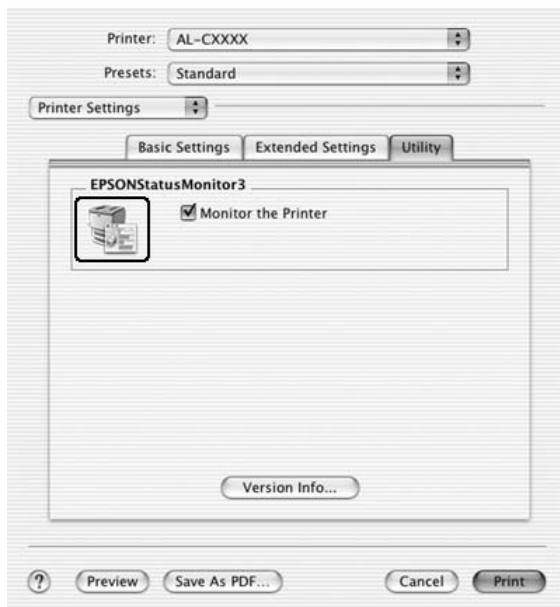 Printer: AL-CXXXX
Presets: Standard
Printer Settings
Basic Settings Extended Settings Utility
EPSONStatusMonitor3
Monitor the Printer
Version Info...
? Preview Save As PDF... Cancel Print